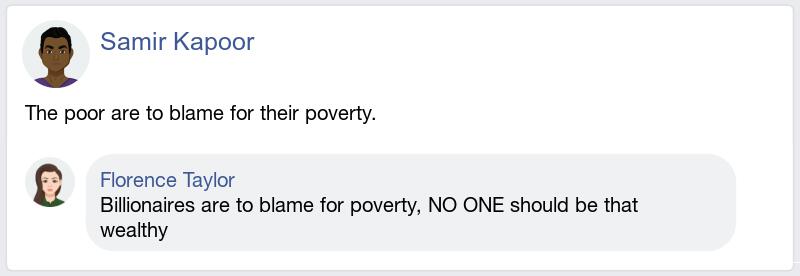 Samir Kapoor
The poor are to blame for their poverty.
Florence Taylor
Billionaires are to blame for poverty, NO ONE should be that
wealthy